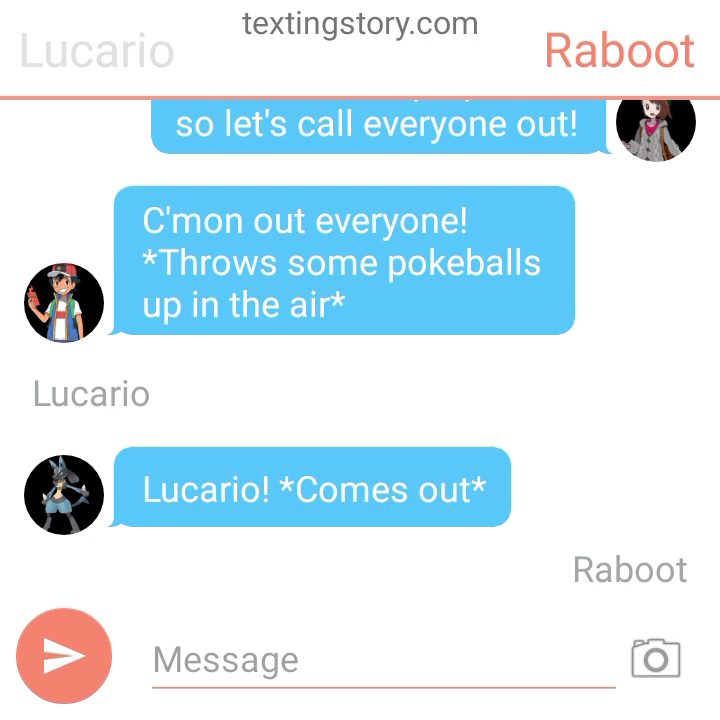 textingstory.com
Lucario
Raboot
so let's call everyone out!
C'mon out everyone!
*Throws some pokeballs
up in the air*
Lucario
Lucario! *Comes out*
Raboot
Message